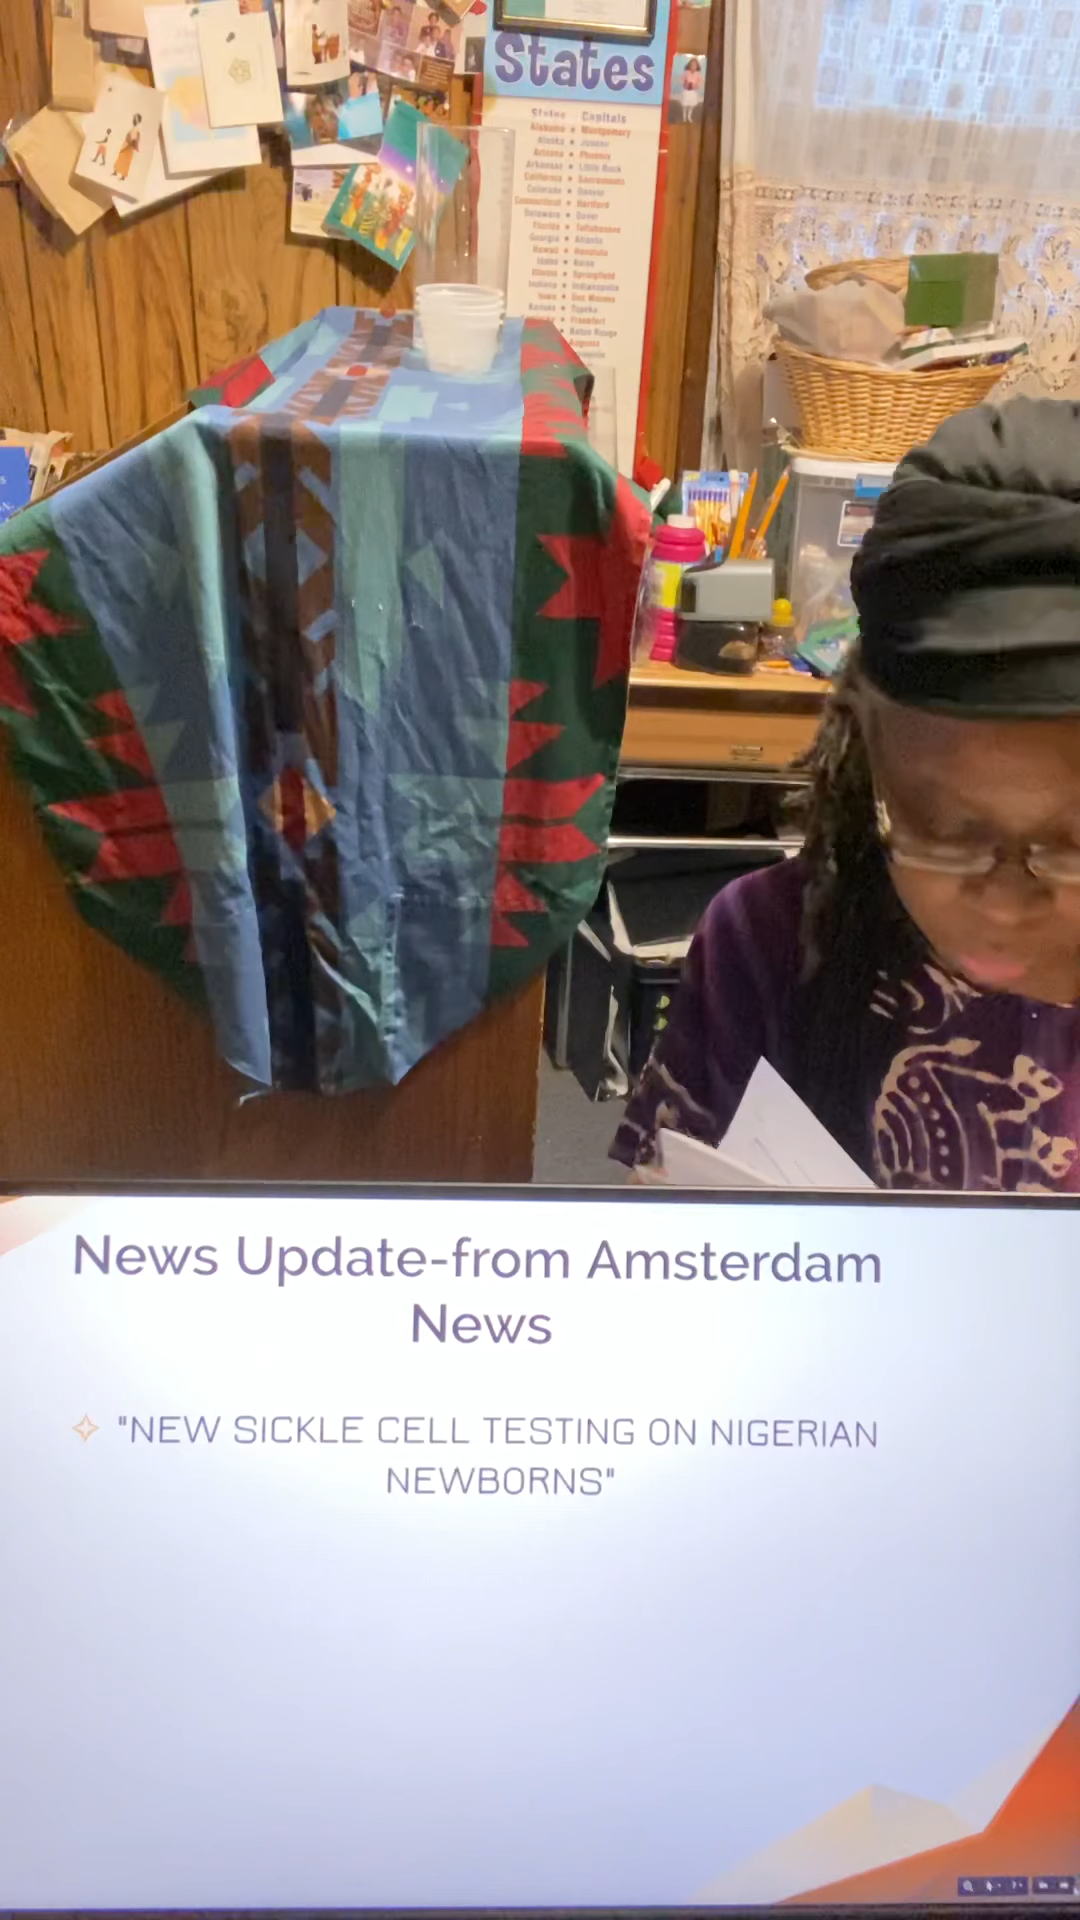 States
States Capitals
Alabama • Montgomery
Alaska • Juneau
Arizona • Phoenix
Arkansas • Little Rock
California • Sacramento
Colorado • Denver
Connecticut • Hartford
Delaware • Dover
Florida • Tallahassee
Georgia • Atlanta
Hawaii • Honolulu
Idaho • Boise
Illinois • Springfield
Indiana • Indianapolis
Iowa • Des Moines
Kansas • Topeka
Frankfort
Baton Rouge
Augusta
News Update-from Amsterdam
News
"NEW SICKLE CELL TESTING ON NIGERIAN
NEWBORNS"